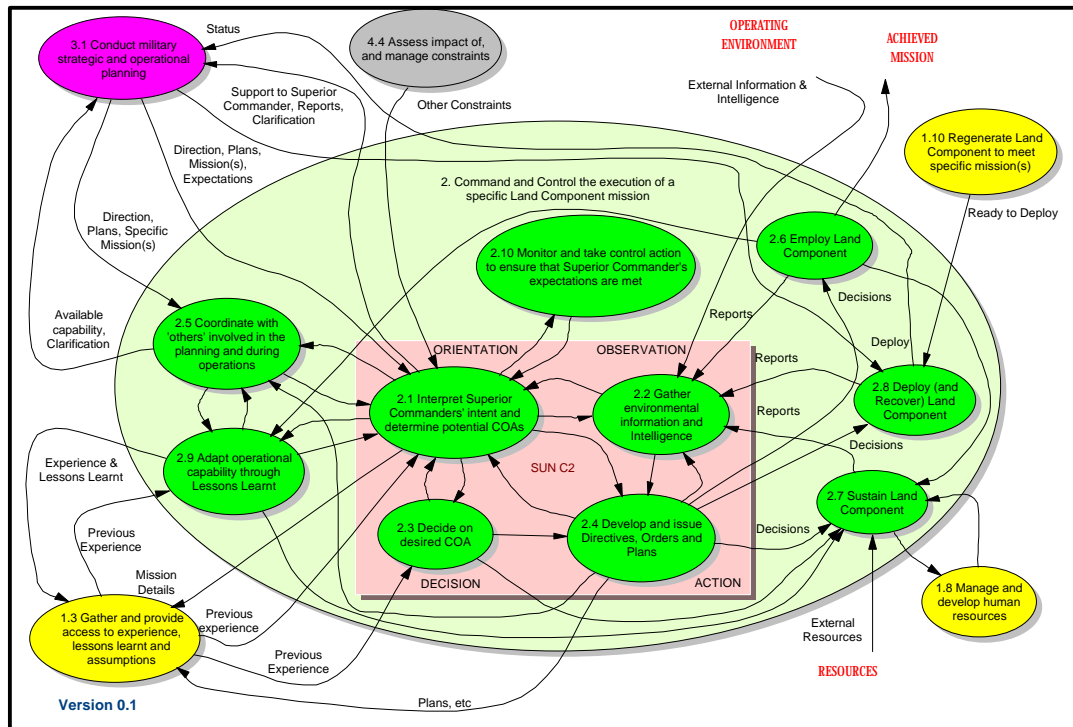 3.1 Conduct military
strategic and operational
planning
Status
4.4 Assess impact of,
and manage constraints
OPERATING
ENVIRONMENT
ACHIEVED
MISSION
Support to Superior
Commander, Reports,
Clarification
Other Constraints
External Information &
Intelligence
1.10 Regenerate Land
Component to meet
specific mission(s)
Direction, Plans,
Mission(s),
Expectations
2. Command and Control the execution of a
specific Land Component mission
Ready to Deploy
Direction,
Plans, Specific
Mission(s)
2.10 Monitor and take control action
to ensure that Superior Commander's
expectations are met
2.6 Employ Land
Component
Decisions
Available
capability,
Clarification
2.5 Coordinate with
'others' involved in the
planning and during
operations
Reports
Deploy
ORIENTATION
OBSERVATION
Reports
2.1 Interpret Superior
Commanders' intent and
determine potential COAs
2.2 Gather
environmental
information and
Intelligence
2.8 Deploy (and
Recover) Land
Component
Reports
Decisions
Experience &
Lessons Learnt
2.9 Adapt operational
capability through
Lessons Learnt
SUN C2
2.7 Sustain Land
Component
2.3 Decide on
desired COA
2.4 Develop and issue
Directives, Orders and
Plans
Decisions
Previous
Experience
Mission
Details
DECISION
ACTION
1.8 Manage and
develop human
resources
1.3 Gather and provide
access to experience,
lessons learnt and
assumptions
Previous
experience
External
Resources
Previous
Experience
RESOURCES
Plans, etc
Version 0.1